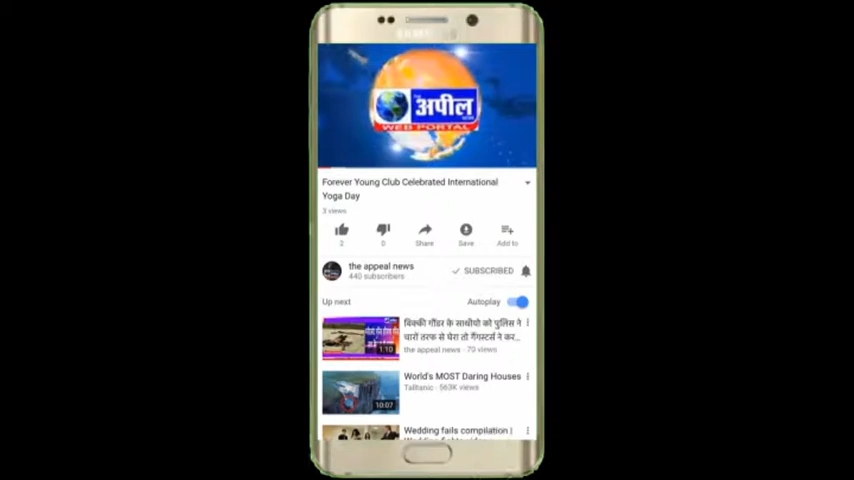 SAMSUNG
अपील
WEB PORTAL
Forever Young Club Celebrated International
Yoga Day
3 views
2
0
Share
Save
Add to
the appeal news
440 subscribers
SUBSCRIBED
Up next
Autoplay
विक्की गौंडर के साथीयो को पुलिस ने
चारों तरफ से घेरा तो गैंगस्टर्स ने कर...
the appeal news - 70 views
1:10
World's MOST Daring Houses
Talltanic - 563K views
10:07
Wedding fails compilation |